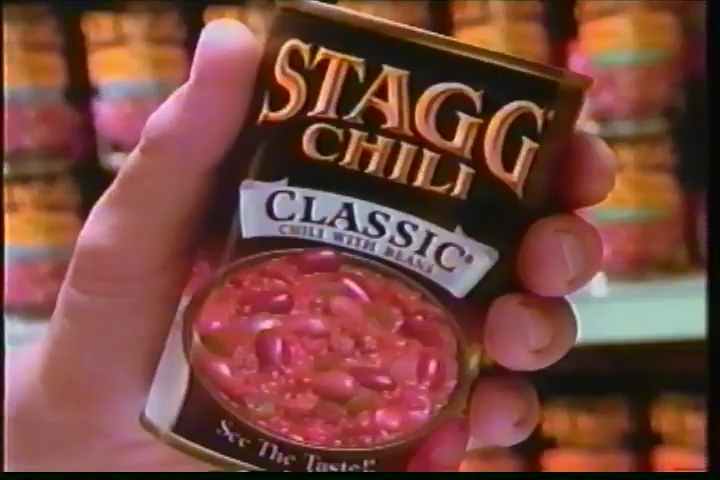 STAGG
CHILI
CLASSIC®
CHILI WITH BEANS
See The Taste!